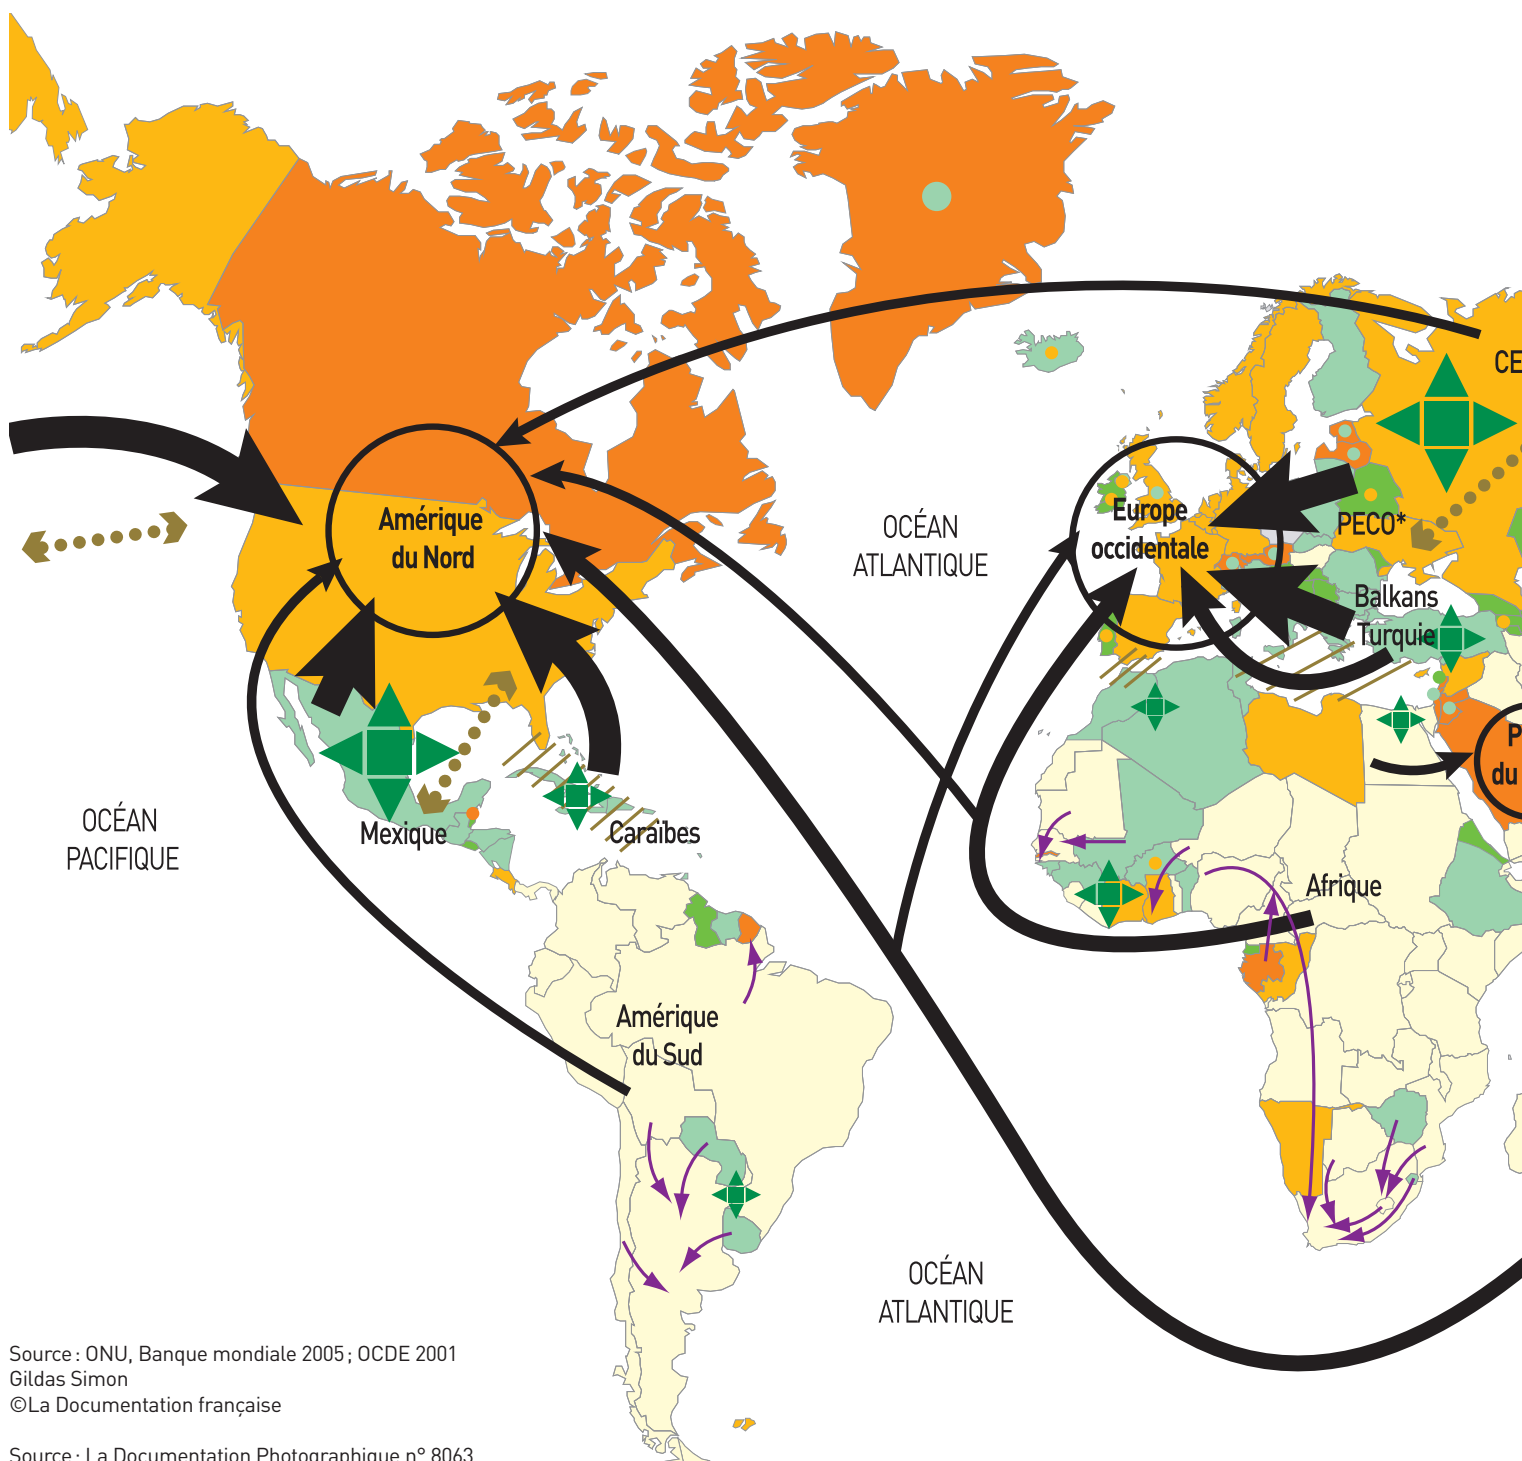 CE
Amérique
du Nord
OCÉAN
ATLANTIQUE
Europe
occidentale
PECO*
Balkans
Turquie
P
du
OCÉAN
PACIFIQUE
Mexique
Caraïbes
Afrique
Amérique
du Sud
OCÉAN
ATLANTIQUE
Source : ONU, Banque mondiale 2005 ; OCDE 2001
Gildas Simon
©La Documentation française
Source : La Documentation Photographique n° 8063